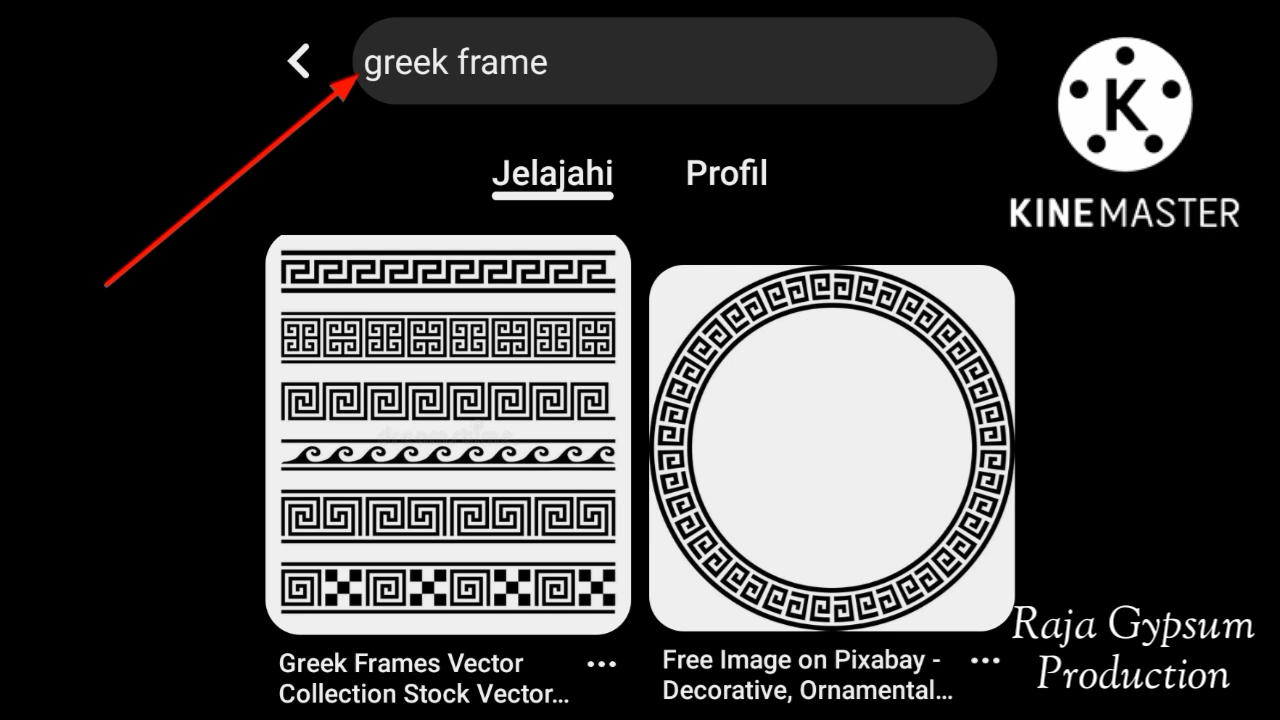 greek frame
K
KINEMASTER
Jelajahi
Profil
Greek Frames Vector
Collection Stock Vector...
Free Image on Pixabay -
Decorative, Ornamental...
Raja Gypsum
Production